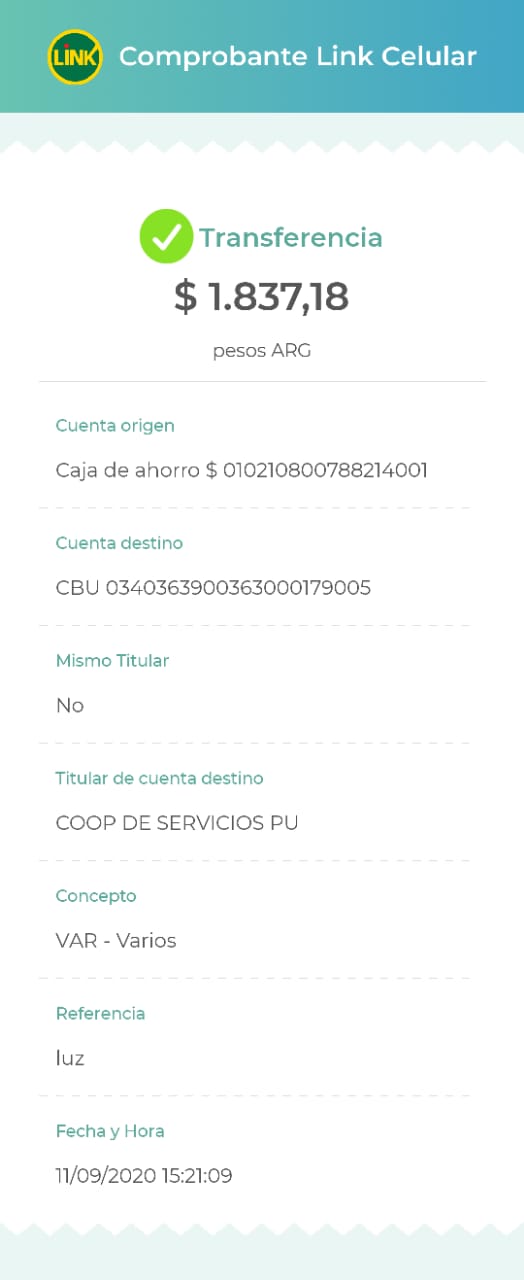 LINK
Comprobante Link Celular
Transferencia
$ 1.837,18
pesos ARG
Cuenta origen
Caja de ahorro $ 010210800788214001
Cuenta destino
CBU 0340363900363000179005
Mismo Titular
No
Titular de cuenta destino
COOP DE SERVICIOS PU
Concepto
VAR - Varios
Referencia
luz
Fecha y Hora
11/09/2020 15:21:09